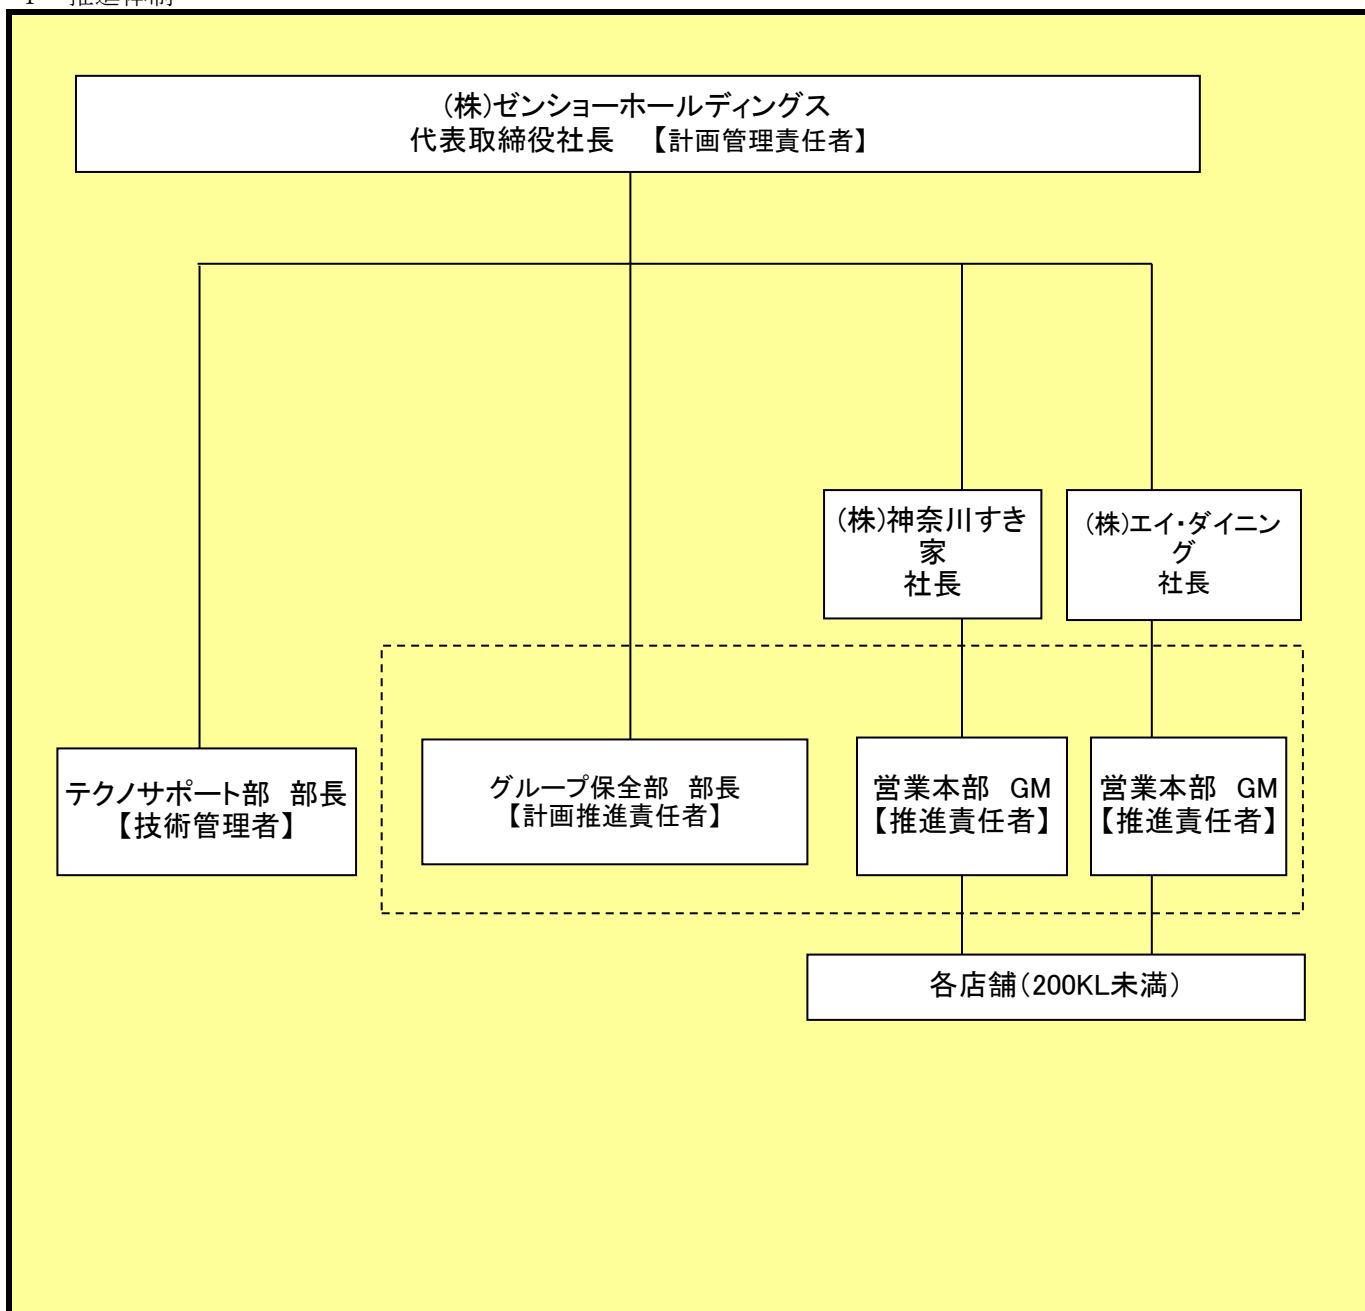 推進体制
(株)ゼンショーホールディングス
代表取締役社長　【計画管理責任者】
(株)神奈川すき
家
社長
(株)エイ・ダイニン
グ
社長
テクノサポート部　部長
【技術管理者】
グループ保全部　部長
【計画推進責任者】
営業本部　GM
【推進責任者】
営業本部　GM
【推進責任者】
各店舗(200KL未満)